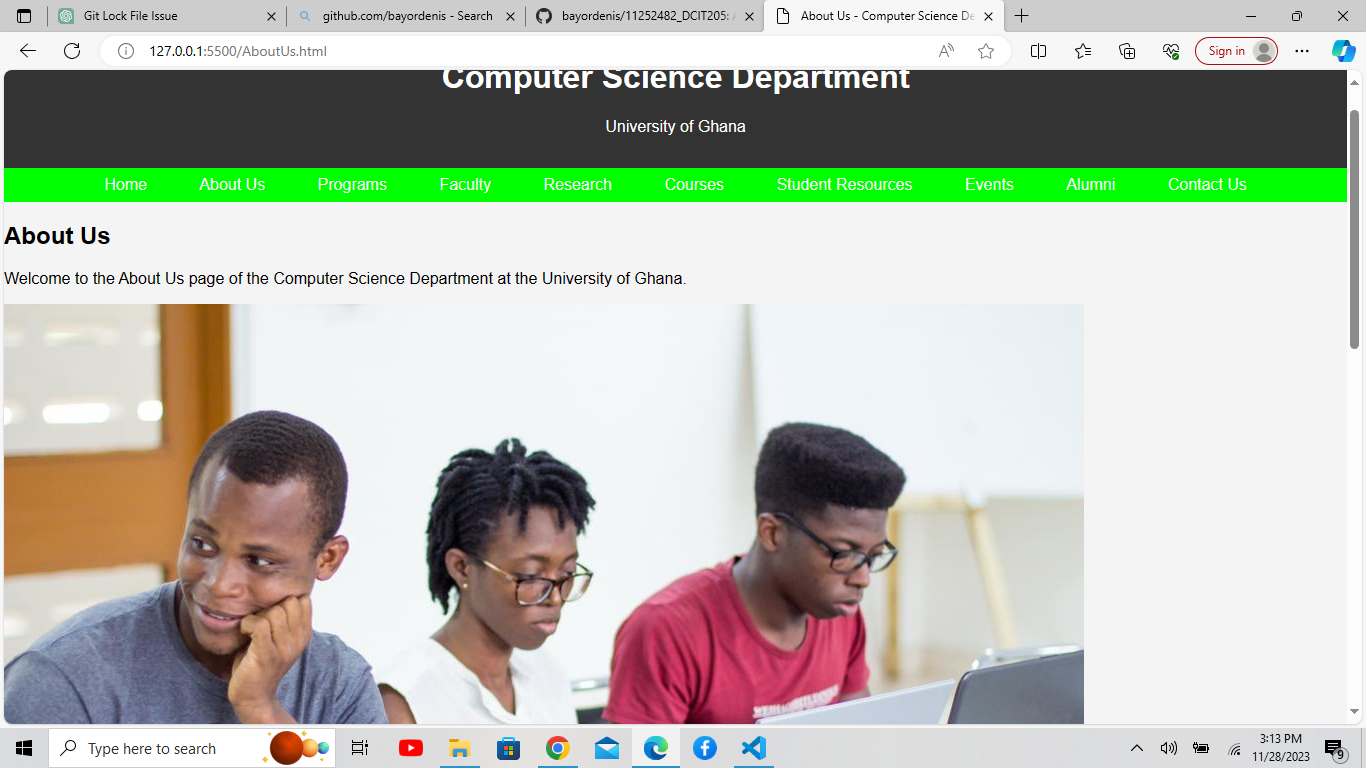 Git Lock File Issue
github.com/bayordenis - Search
bayordenis/11252482_DCIT205: A
About Us - Computer Science De
127.0.0.1:5500/AboutUs.html
Sign in
Computer Science Department
University of Ghana
Home About Us Programs Faculty Research Courses Student Resources Events Alumni Contact Us
About Us
Welcome to the About Us page of the Computer Science Department at the University of Ghana.
Type here to search
3:13 PM
11/28/2023
9